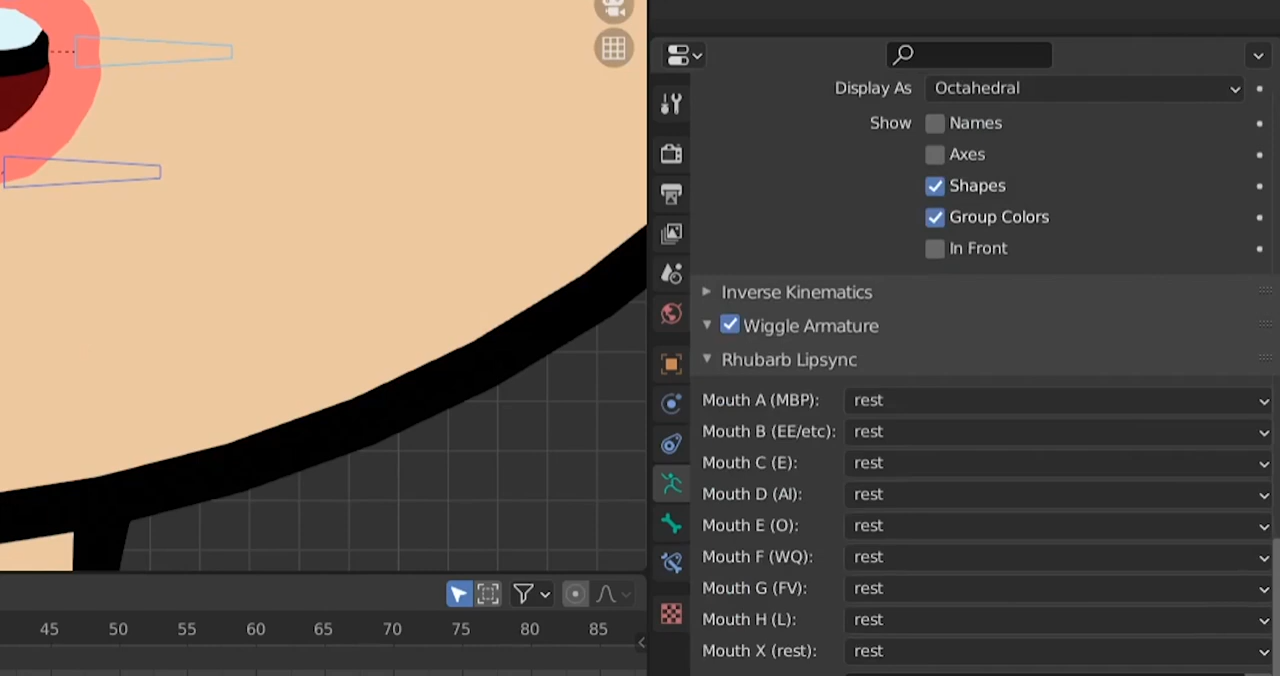 Display As Octahedral
Show Names
Axes
Shapes
Group Colors
In Front
Inverse Kinematics
Wiggle Armature
Rhubarb Lipsync
Mouth A (MBP): rest
Mouth B (EE/etc): rest
Mouth C (E): rest
Mouth D (AI): rest
Mouth E (O): rest
Mouth F (WQ): rest
Mouth G (FV): rest
Mouth H (L): rest
Mouth X (rest): rest
45 50 55 60 65 70 75 80 85